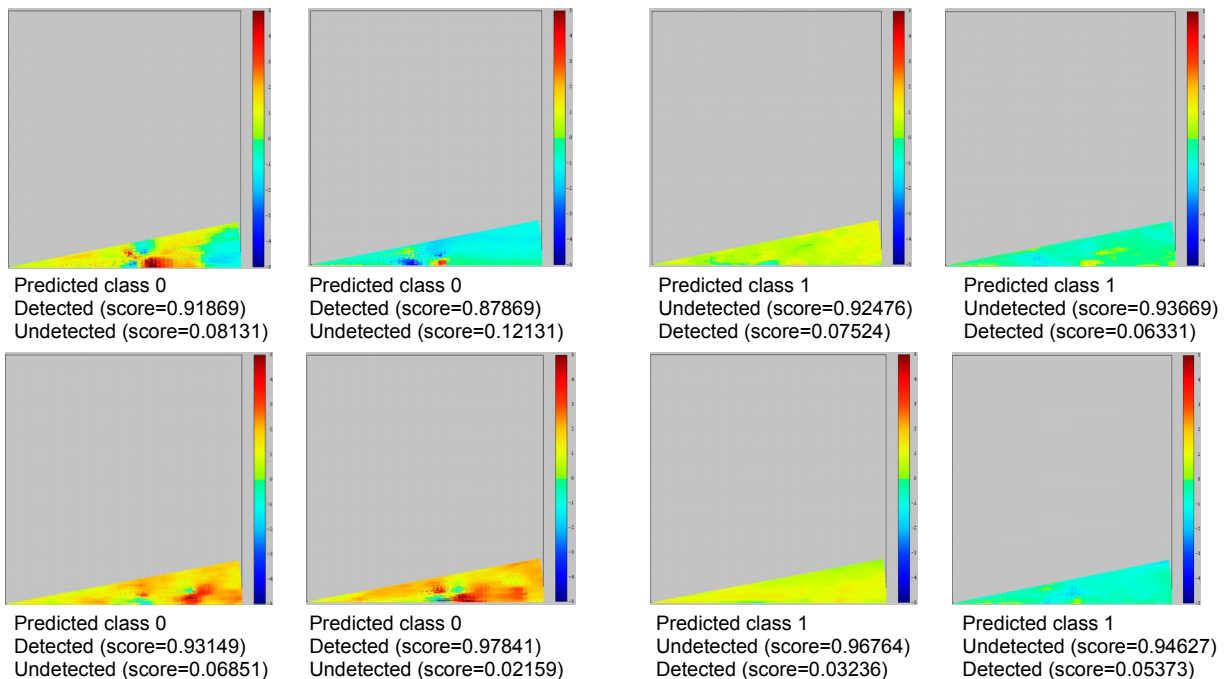 Predicted class 0
Detected (score=0.91869)
Undetected (score=0.08131)
Predicted class 0
Detected (score=0.87869)
Undetected (score=0.12131)
Predicted class 1
Undetected (score=0.92476)
Detected (score=0.07524)
Predicted class 1
Undetected (score=0.93669)
Detected (score=0.06331)
Predicted class 0
Detected (score=0.93149)
Undetected (score=0.06851)
Predicted class 0
Detected (score=0.97841)
Undetected (score=0.02159)
Predicted class 1
Undetected (score=0.96764)
Detected (score=0.03236)
Predicted class 1
Undetected (score=0.94627)
Detected (score=0.05373)